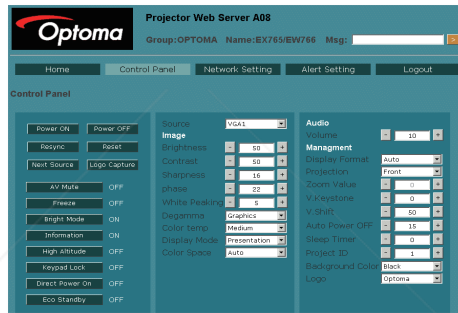 Optoma
Projector Web Server A08
Group:OPTOMA Name:EX765/EW766 Msg:
Home Control Panel Network Setting Alert Setting Logout
Control Panel
Power ON Power OFF
Resync Reset
Next Source Logo Capture
AV Mute OFF
Freeze OFF
Bright Mode ON
Information ON
High Altitude OFF
Keypad Lock OFF
Direct Power On OFF
Eco Standby OFF
Source VGA1
Image
Brightness - 50 +
Contrast - 50 +
Sharpness - 16 +
phase - 22 +
White Peaking - 5 +
Degamma Graphics
Color temp Medium
Display Mode Presentation
Color Space Auto
Audio
Volume - 10 +
Managment
Display Format Auto
Projection Front
Zoom Value - 0 +
V.Keystone - 0 +
V.Shift - 50 +
Auto Power OFF - 15 +
Sleep Timer - 0 +
Project ID - 1 +
Background Color Black
Logo Optoma